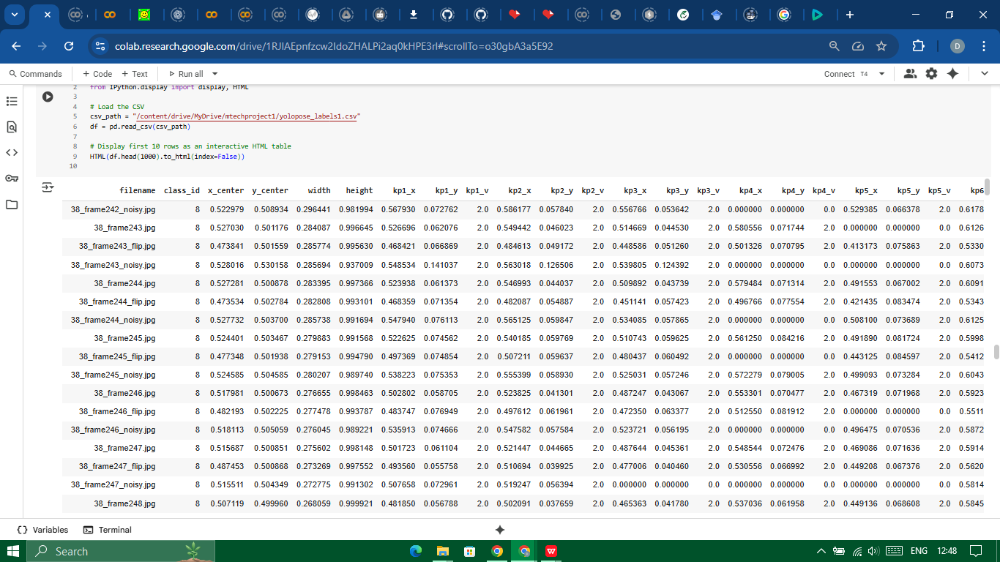 colab.research.google.com/drive/1RJIAEpnfzcw2IdoZHALPi2aq0kHPE3rl#scrollTo=o30gbA3a5E92
D
Commands + Code + Text Run all Connect T4
2 from IPython.display import display, HTML
3
4 # Load the CSV
5 csv_path = "/content/drive/MyDrive/mtechproject1/yolopose_labels1.csv"
6 df = pd.read_csv(csv_path)
7
8 # Display first 10 rows as an interactive HTML table
9 HTML(df.head(1000).to_html(index=False))
10
filename class_id x_center y_center width height kp1_x kp1_y kp1_v kp2_x kp2_y kp2_v kp3_x kp3_y kp3_v kp4_x kp4_y kp4_v kp5_x kp5_y kp5_v kp6
38_frame242_noisy.jpg 8 0.522979 0.508934 0.296441 0.981994 0.567930 0.072762 2.0 0.586177 0.057840 2.0 0.556766 0.053642 2.0 0.000000 0.000000 0.0 0.529385 0.066378 2.0 0.6178
38_frame243.jpg 8 0.527030 0.501176 0.284087 0.996645 0.526696 0.062076 2.0 0.549442 0.046023 2.0 0.514669 0.044530 2.0 0.580556 0.071744 2.0 0.000000 0.000000 0.0 0.6126
38_frame243_flip.jpg 8 0.473841 0.501559 0.285774 0.995630 0.468421 0.066869 2.0 0.484613 0.049172 2.0 0.448586 0.051260 2.0 0.501326 0.070795 2.0 0.413173 0.075863 2.0 0.5330
38_frame243_noisy.jpg 8 0.528016 0.530158 0.285694 0.937009 0.548534 0.141037 2.0 0.563018 0.126506 2.0 0.539805 0.124392 2.0 0.000000 0.000000 0.0 0.000000 0.000000 0.0 0.6073
38_frame244.jpg 8 0.527281 0.500878 0.283395 0.997366 0.523938 0.061373 2.0 0.546993 0.044037 2.0 0.509892 0.043739 2.0 0.579484 0.071314 2.0 0.491553 0.067002 2.0 0.6091
38_frame244_flip.jpg 8 0.473534 0.502784 0.282808 0.993101 0.468359 0.071354 2.0 0.482087 0.054887 2.0 0.451141 0.057423 2.0 0.496766 0.077554 2.0 0.421435 0.083474 2.0 0.5343
38_frame244_noisy.jpg 8 0.527732 0.503700 0.285738 0.991694 0.547940 0.076113 2.0 0.565125 0.059847 2.0 0.534085 0.057865 2.0 0.000000 0.000000 0.0 0.508100 0.073689 2.0 0.6125
38_frame245.jpg 8 0.524401 0.503467 0.279883 0.991568 0.522625 0.074562 2.0 0.540185 0.059769 2.0 0.510743 0.059625 2.0 0.561250 0.084216 2.0 0.491890 0.081724 2.0 0.5998
38_frame245_flip.jpg 8 0.477348 0.501938 0.279153 0.994790 0.497369 0.074854 2.0 0.507211 0.059637 2.0 0.480437 0.060492 2.0 0.000000 0.000000 0.0 0.443125 0.084597 2.0 0.5412
38_frame245_noisy.jpg 8 0.524585 0.504585 0.280207 0.989740 0.538223 0.075353 2.0 0.555399 0.058930 2.0 0.525031 0.057246 2.0 0.572279 0.079005 2.0 0.499093 0.073284 2.0 0.6043
38_frame246.jpg 8 0.517981 0.500673 0.276655 0.998463 0.502802 0.058705 2.0 0.523825 0.041301 2.0 0.487247 0.043067 2.0 0.553301 0.070477 2.0 0.467319 0.071968 2.0 0.5923
38_frame246_flip.jpg 8 0.482193 0.502225 0.277478 0.993787 0.483747 0.076949 2.0 0.497612 0.061961 2.0 0.472350 0.063377 2.0 0.512550 0.081912 2.0 0.000000 0.000000 0.0 0.5511
38_frame246_noisy.jpg 8 0.518113 0.505059 0.276045 0.989221 0.535913 0.074666 2.0 0.547582 0.057584 2.0 0.523721 0.056195 2.0 0.000000 0.000000 0.0 0.496475 0.070536 2.0 0.5872
38_frame247.jpg 8 0.515687 0.500851 0.275602 0.998148 0.501723 0.061104 2.0 0.521447 0.044665 2.0 0.487644 0.045361 2.0 0.548544 0.072476 2.0 0.469086 0.071636 2.0 0.5914
38_frame247_flip.jpg 8 0.487453 0.500868 0.273269 0.997552 0.493560 0.055758 2.0 0.510694 0.039925 2.0 0.477006 0.040460 2.0 0.530556 0.066992 2.0 0.449208 0.067376 2.0 0.5620
38_frame247_noisy.jpg 8 0.515511 0.504349 0.272775 0.991302 0.507658 0.072961 2.0 0.519247 0.056394 2.0 0.000000 0.000000 0.0 0.000000 0.000000 0.0 0.000000 0.000000 0.0 0.5814
38_frame248.jpg 8 0.507119 0.499960 0.268059 0.999921 0.481850 0.056788 2.0 0.502091 0.037659 2.0 0.465363 0.041780 2.0 0.537036 0.061958 2.0 0.449136 0.068608 2.0 0.5845
Variables Terminal
Search ENG 12:48